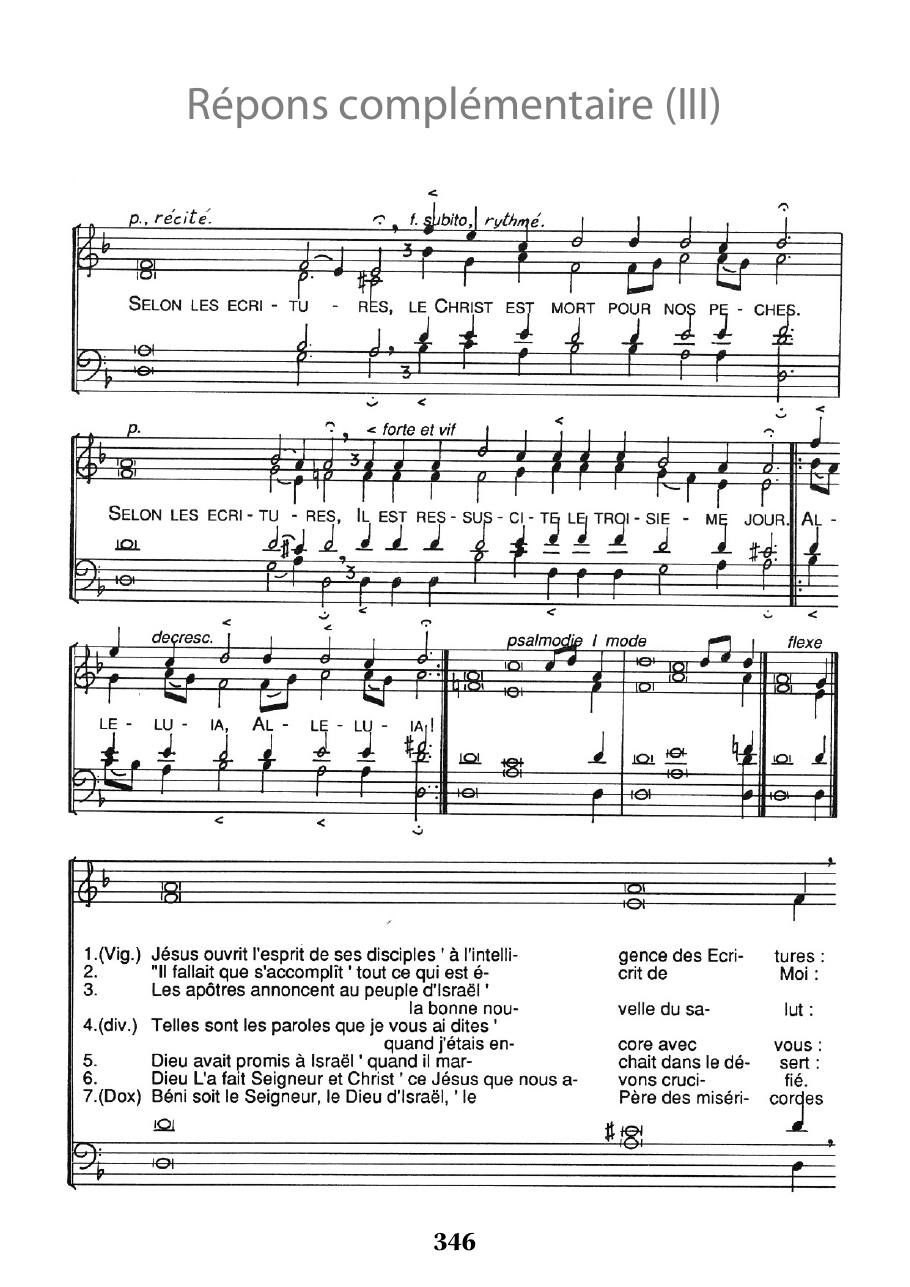 Répons complémentaire (III)
p., récité. f. subito, rythmé.
SELON LES ECRI - TU - RES, LE CHRIST EST MORT POUR NOS PE - CHES.
3
3
p. forte et vif
3
SELON LES ECRI - TU - RES, IL EST RES - SUS - CI - TE LE TROI - SIE - ME JOUR. AL -
3
decresc. psalmodie I mode flexe
LE - LU - IA, AL - LE - LU - IA !
1.(Vig.) Jésus ouvrit l'esprit de ses disciples ' à l'intelli- gence des Ecri- tures :
2. "Il fallait que s'accomplît ' tout ce qui est é- crit de Moi :
3. Les apôtres annoncent au peuple d'Israël '
la bonne nou- velle du sa- lut :
4.(div.) Telles sont les paroles que je vous ai dites '
quand j'étais en- core avec vous :
5. Dieu avait promis à Israël ' quand il mar- chait dans le dé- sert :
6. Dieu L'a fait Seigneur et Christ ' ce Jésus que nous a- vons cruci- fié.
7.(Dox) Béni soit le Seigneur, le Dieu d'Israël, ' le Père des miséri- cordes
346